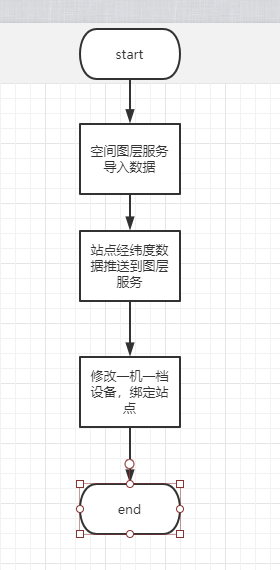 start
空间图层服务
导入数据
站点经纬度数
据推送到图层
服务
修改一机一档
设备，绑定站
点
end